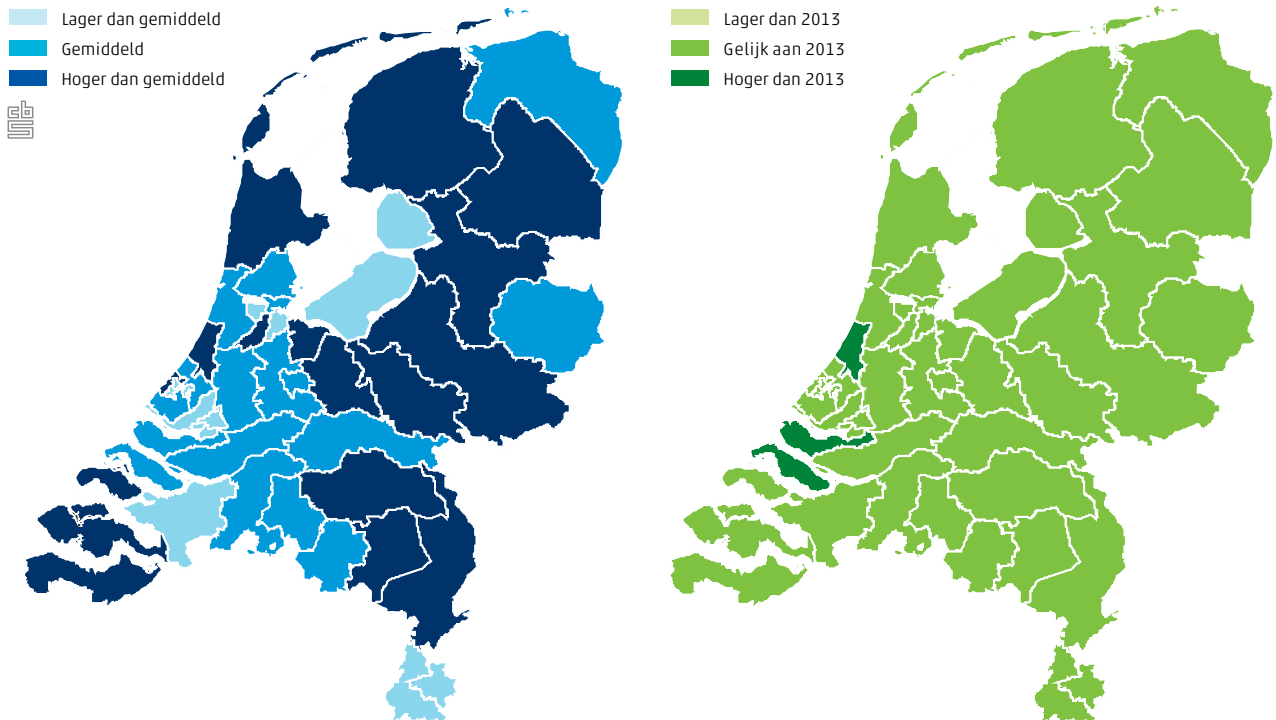 Lager dan gemiddeld
Gemiddeld
Hoger dan gemiddeld
cbs
Lager dan 2013
Gelijk aan 2013
Hoger dan 2013